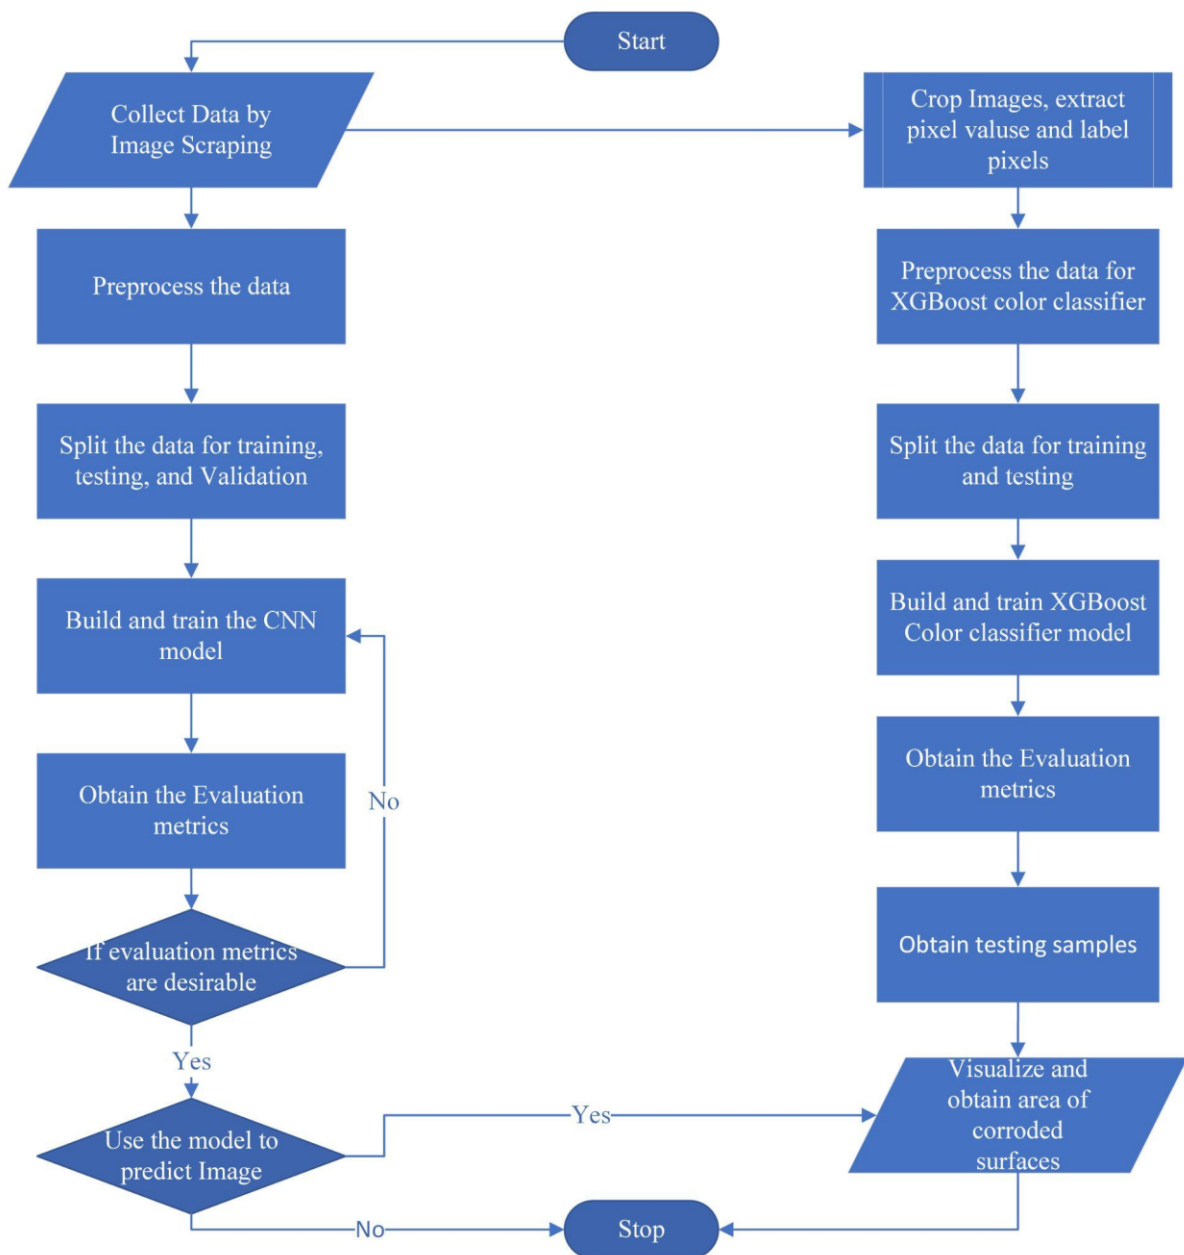 Start
Collect Data by
Image Scraping
Crop Images, extract
pixel valuse and label
pixels
Preprocess the data
Preprocess the data for
XGBoost color classifier
Split the data for training,
testing, and Validation
Split the data for training
and testing
Build and train the CNN
model
Build and train XGBoost
Color classifier model
Obtain the Evaluation
metrics
No
Obtain the Evaluation
metrics
If evaluation metrics
are desirable
Obtain testing samples
Yes
Use the model to
predict Image
Yes
Visualize and
obtain area of
corroded
surfaces
No
Stop